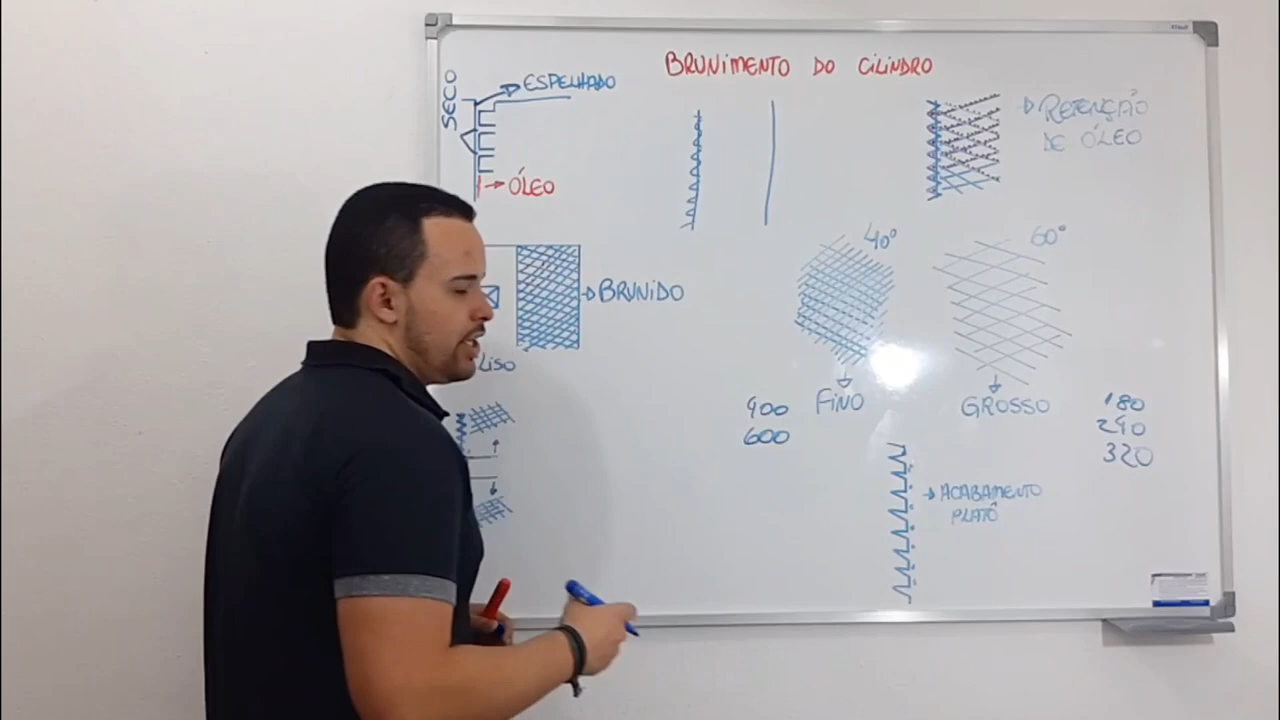 BRUNIMENTO DO CILINDRO
SECO
ESPELHADO
ÓLEO
RETENÇÃO
DE ÓLEO
BRUNIDO
LISO
40°
60°
FINO
GROSSO
400
600
180
240
320
ACABAMENTO
PLATÔ